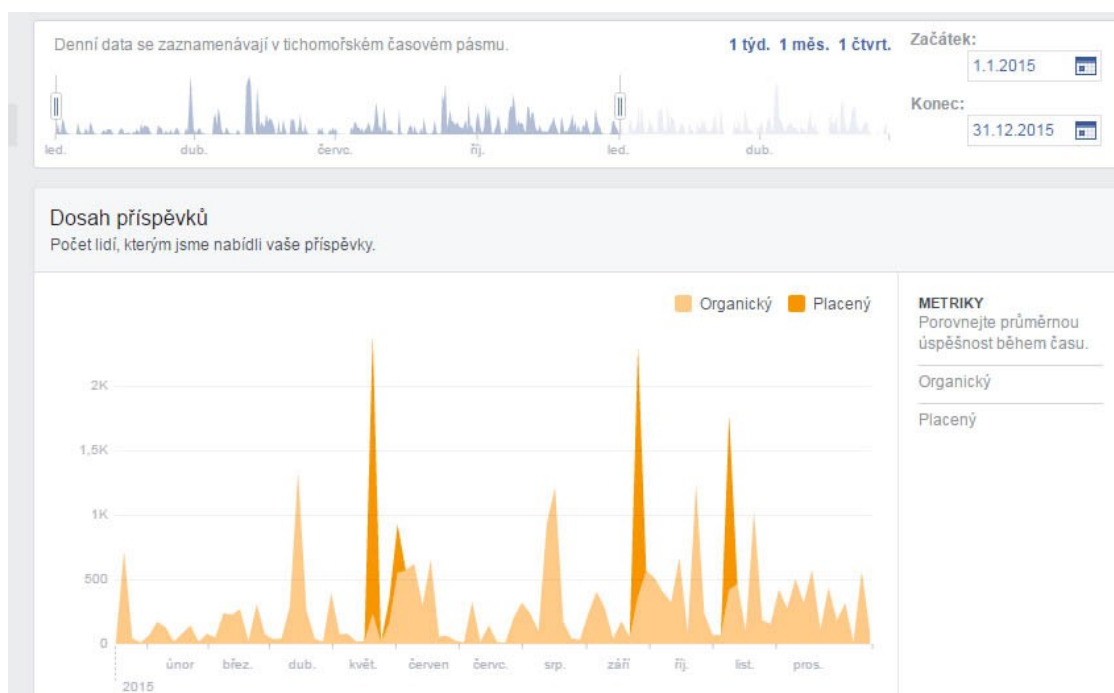 Denní data se zaznamenávají v tichomořském časovém pásmu.
1 týd. 1 měs. 1 čtvrt.
Začátek:
1.1.2015
Konec:
31.12.2015
led. dub. červc. říj. led. dub.
Dosah příspěvků
Počet lidí, kterým jsme nabídli vaše příspěvky.
Organický Placený
METRIKY
Porovnejte průměrnou
úspěšnost během času.
Organický
Placený
2K
1,5K
1K
500
0
únor břez. dub. květ. červen červc. srp. září říj. list. pros.
2015